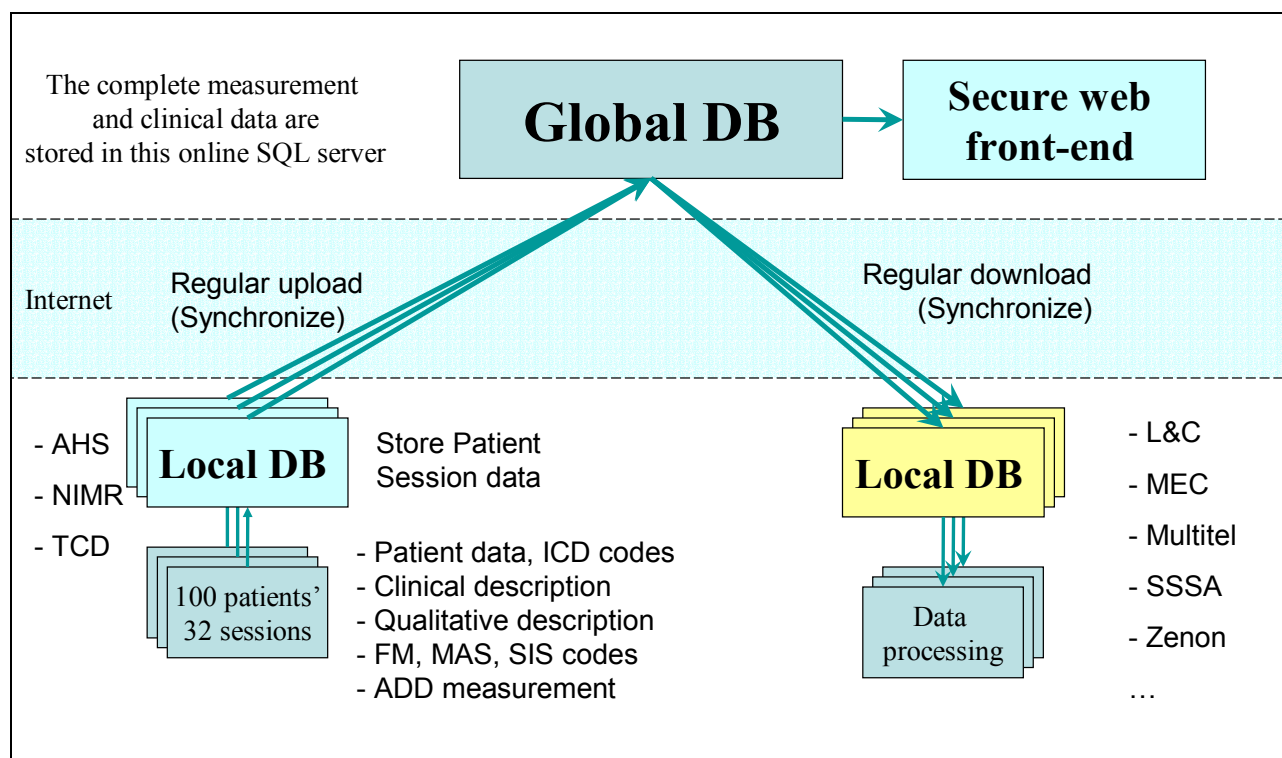 The complete measurement
and clinical data are
stored in this online SQL server
Global DB
Secure web
front-end
Internet
Regular upload
(Synchronize)
Regular download
(Synchronize)
- AHS
- NIMR
- TCD
Local DB
Store Patient
Session data
100 patients’
32 sessions
- Patient data, ICD codes
- Clinical description
- Qualitative description
- FM, MAS, SIS codes
- ADD measurement
Local DB
Data
processing
- L&C
- MEC
- Multitel
- SSSA
- Zenon
…